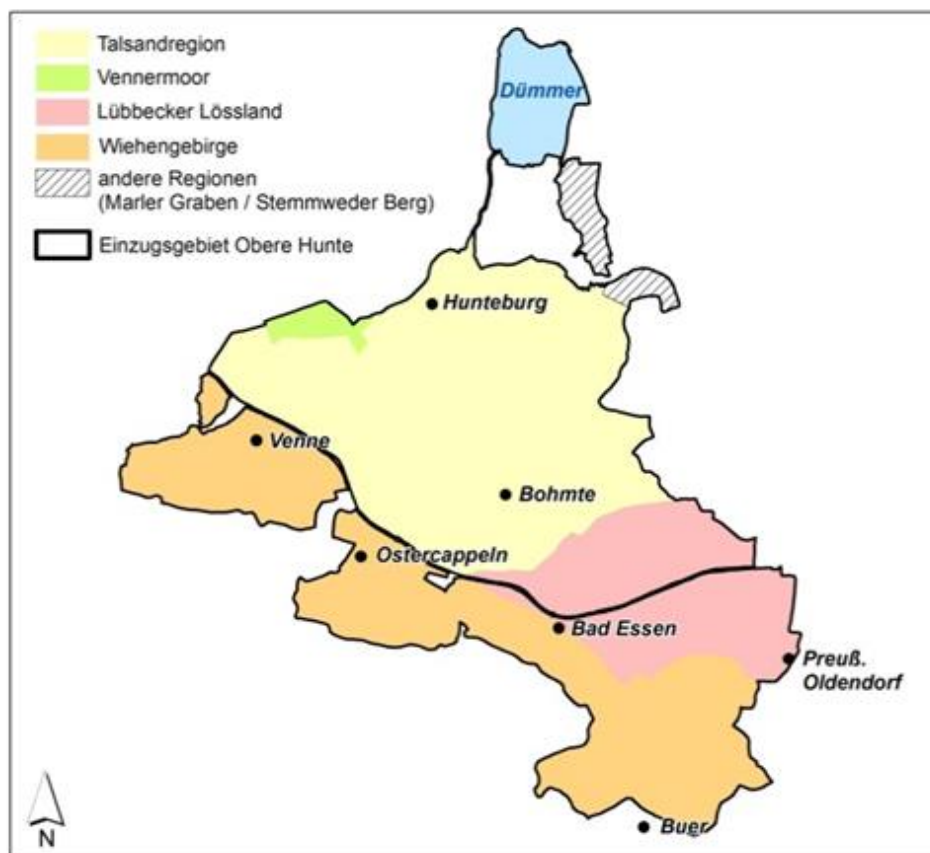 Talsandregion
Vennermoor
Lübbecker Lössland
Wiehengebirge
andere Regionen
(Marler Graben / Stemmweder Berg)
Einzugsgebiet Obere Hunte
Dümmer
Hunteburg
Venne
Bohmte
Ostercappeln
Bad Essen
Preuß.
Oldendorf
Buer
N